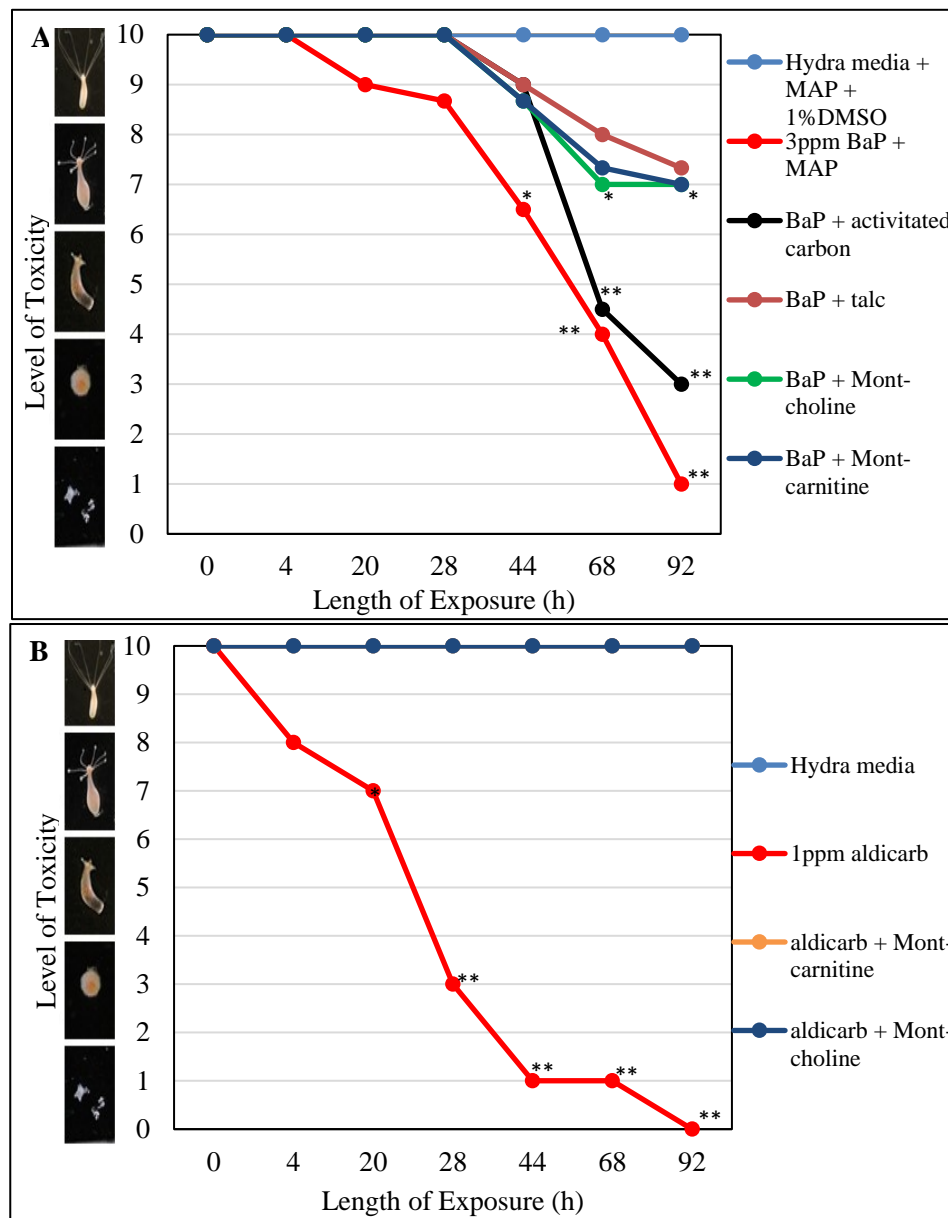 A
Level of Toxicity
10
9
8
7
6
5
4
3
2
1
0
* * *
** ** ** **
0 4 20 28 44 68 92
Length of Exposure (h)
Hydra media +
MAP +
1%DMSO
3ppm BaP +
MAP
BaP + activitated
carbon
BaP + talc
BaP + Mont-
choline
BaP + Mont-
carnitine
B
Level of Toxicity
10
9
8
7
6
5
4
3
2
1
0
*
**
** **
**
0 4 20 28 44 68 92
Length of Exposure (h)
Hydra media
1ppm aldicarb
aldicarb + Mont-
carnitine
aldicarb + Mont-
choline